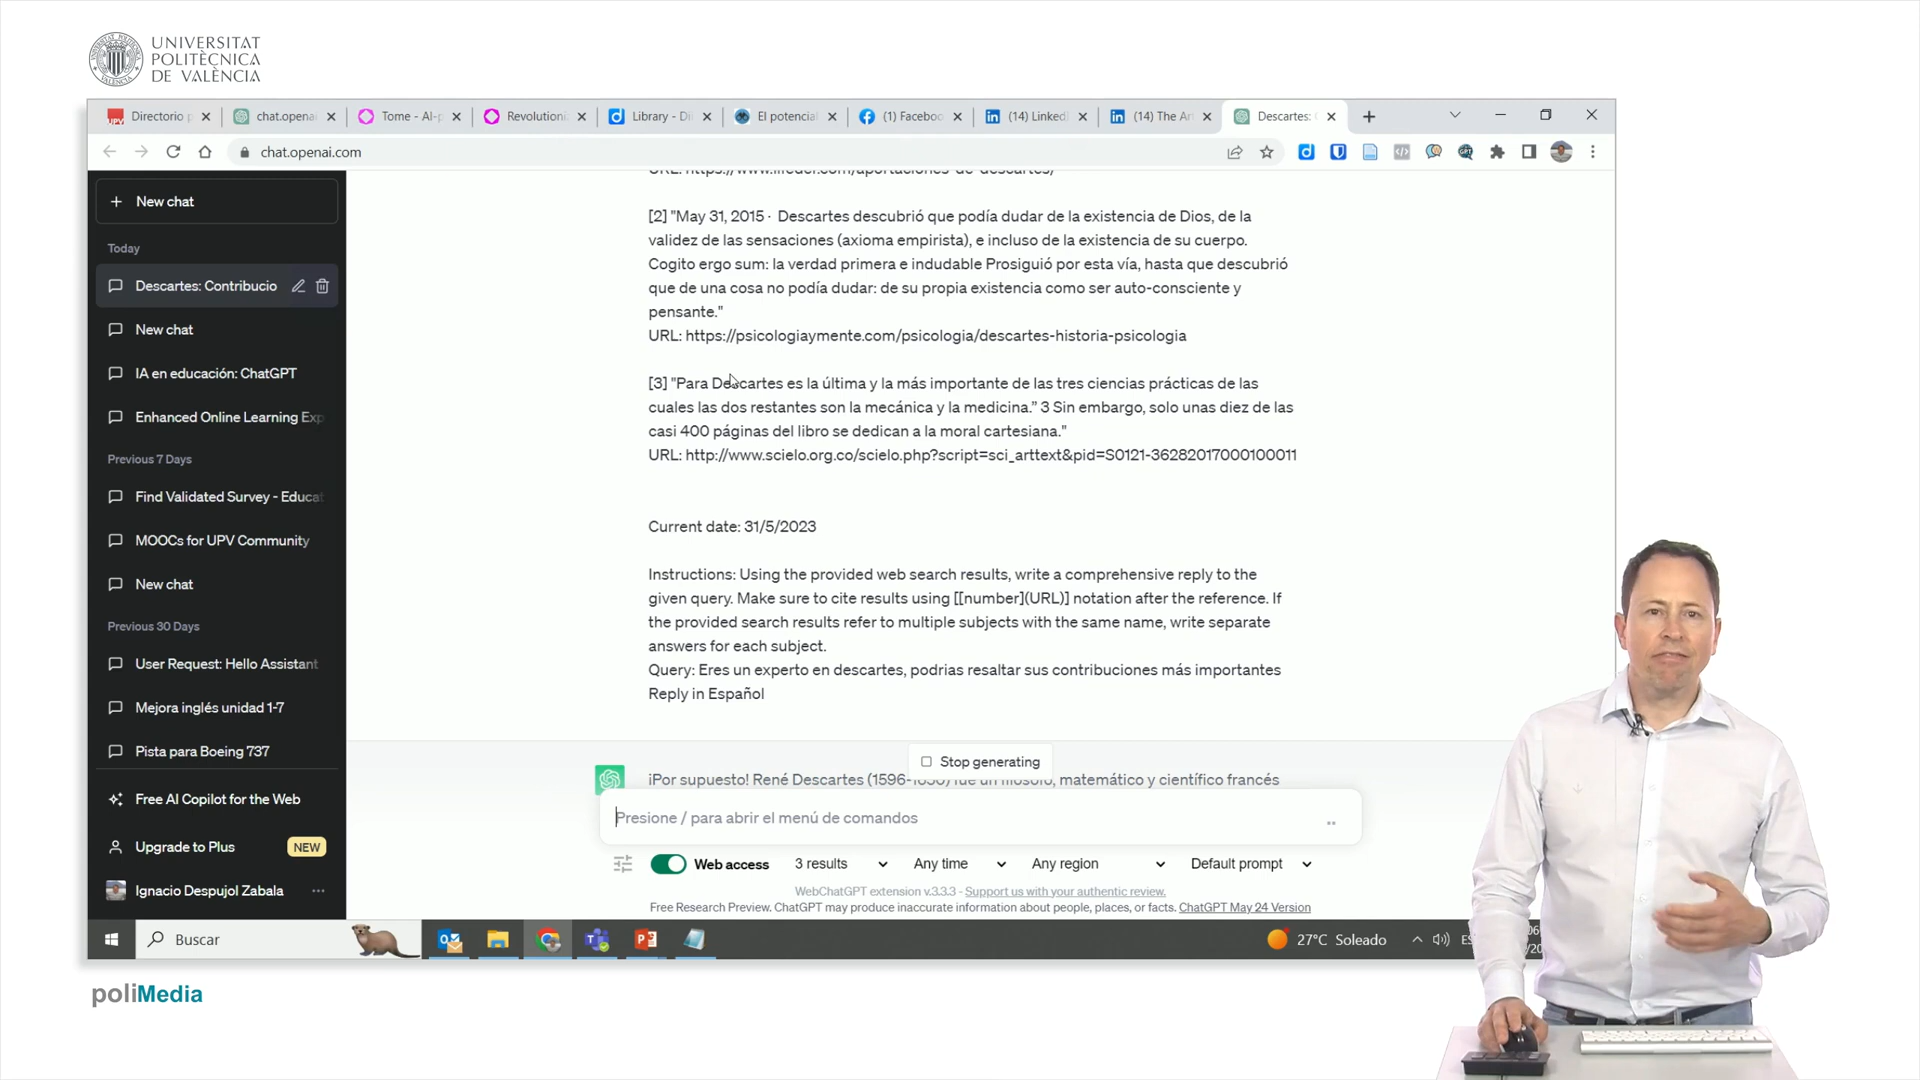 UNIVERSITAT
POLITÈCNICA
DE VALÈNCIA
UPV
Directorio p
chat.opena
Tome - AI-p
Revolutioni
Library - Di
El potencial
(1) Faceboo
(14) LinkedI
(14) The Ar
Descartes: C
chat.openai.com
New chat
Today
Descartes: Contribucio
New chat
IA en educación: ChatGPT
Enhanced Online Learning Exp
Previous 7 Days
Find Validated Survey - Educat
MOOCs for UPV Community
New chat
Previous 30 Days
User Request: Hello Assistant
Mejora inglés unidad 1-7
Pista para Boeing 737
Free AI Copilot for the Web
Upgrade to Plus
NEW
Ignacio Despujol Zabala
URL: https://www.lifeder.com/aportaciones-de-descartes/
[2] "May 31, 2015 · Descartes descubrió que podía dudar de la existencia de Dios, de la
validez de las sensaciones (axioma empirista), e incluso de la existencia de su cuerpo.
Cogito ergo sum: la verdad primera e indudable Prosiguió por esta vía, hasta que descubrió
que de una cosa no podía dudar: de su propia existencia como ser auto-consciente y
pensante."
URL: https://psicologiaymente.com/psicologia/descartes-historia-psicologia
[3] "Para Descartes es la última y la más importante de las tres ciencias prácticas de las
cuales las dos restantes son la mecánica y la medicina.” 3 Sin embargo, solo unas diez de las
casi 400 páginas del libro se dedican a la moral cartesiana."
URL: http://www.scielo.org.co/scielo.php?script=sci_arttext&pid=S0121-36282017000100011
Current date: 31/5/2023
Instructions: Using the provided web search results, write a comprehensive reply to the
given query. Make sure to cite results using [[number](URL)] notation after the reference. If
the provided search results refer to multiple subjects with the same name, write separate
answers for each subject.
Query: Eres un experto en descartes, podrias resaltar sus contribuciones más importantes
Reply in Español
Stop generating
¡Por supuesto! René Descartes (1596-1650) fue un filósofo, matemático y científico francés
Presione / para abrir el menú de comandos
Web access
3 results
Any time
Any region
Default prompt
WebChatGPT extension v.3.3.3 - Support us with your authentic review.
Free Research Preview. ChatGPT may produce inaccurate information about people, places, or facts. ChatGPT May 24 Version
Buscar
27°C Soleado
poliMedia